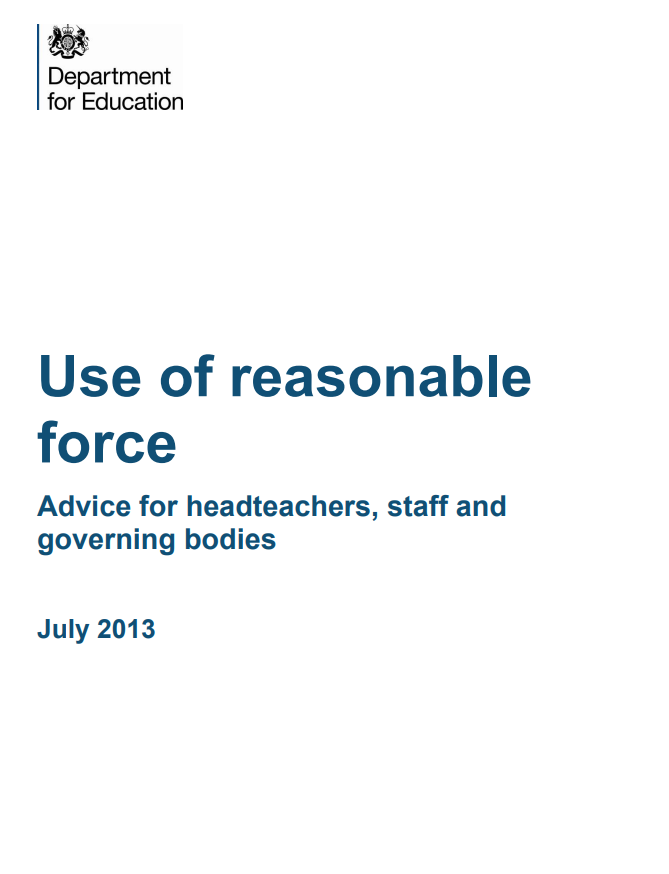 Department
for Education
Use of reasonable
force
Advice for headteachers, staff and
governing bodies
July 2013